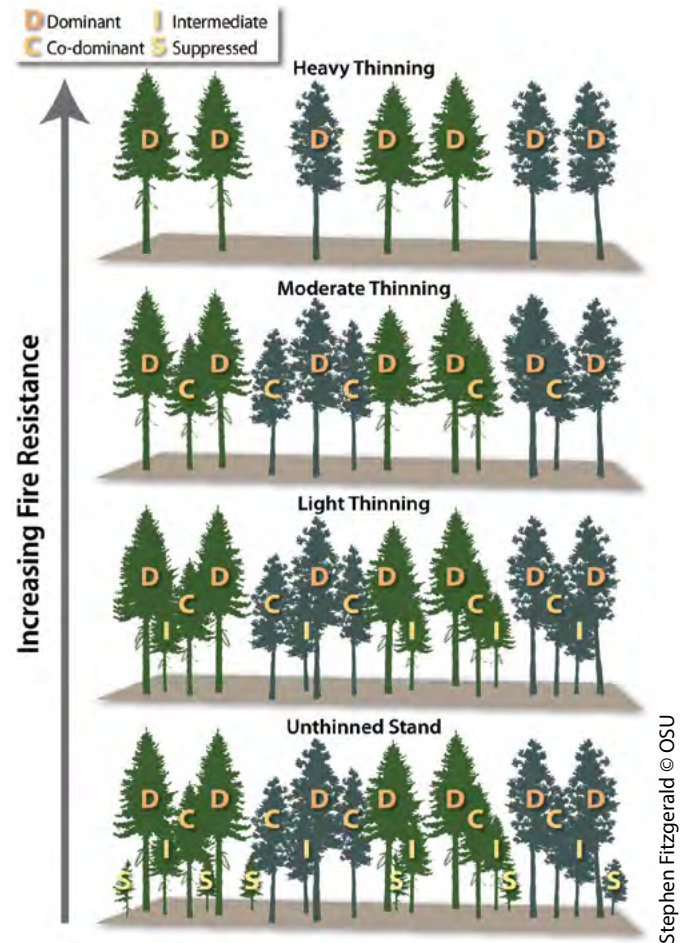 D Dominant I Intermediate
C Co-dominant S Suppressed
Heavy Thinning
D D D D D D D
Moderate Thinning
D C D C D C D D C D C D
Light Thinning
D I C D C I D C D I D C I D C I D
Unthinned Stand
S D I C D S C S I D C D S I D C I S D C I D S
Increasing Fire Resistance
Stephen Fitzgerald © OSU